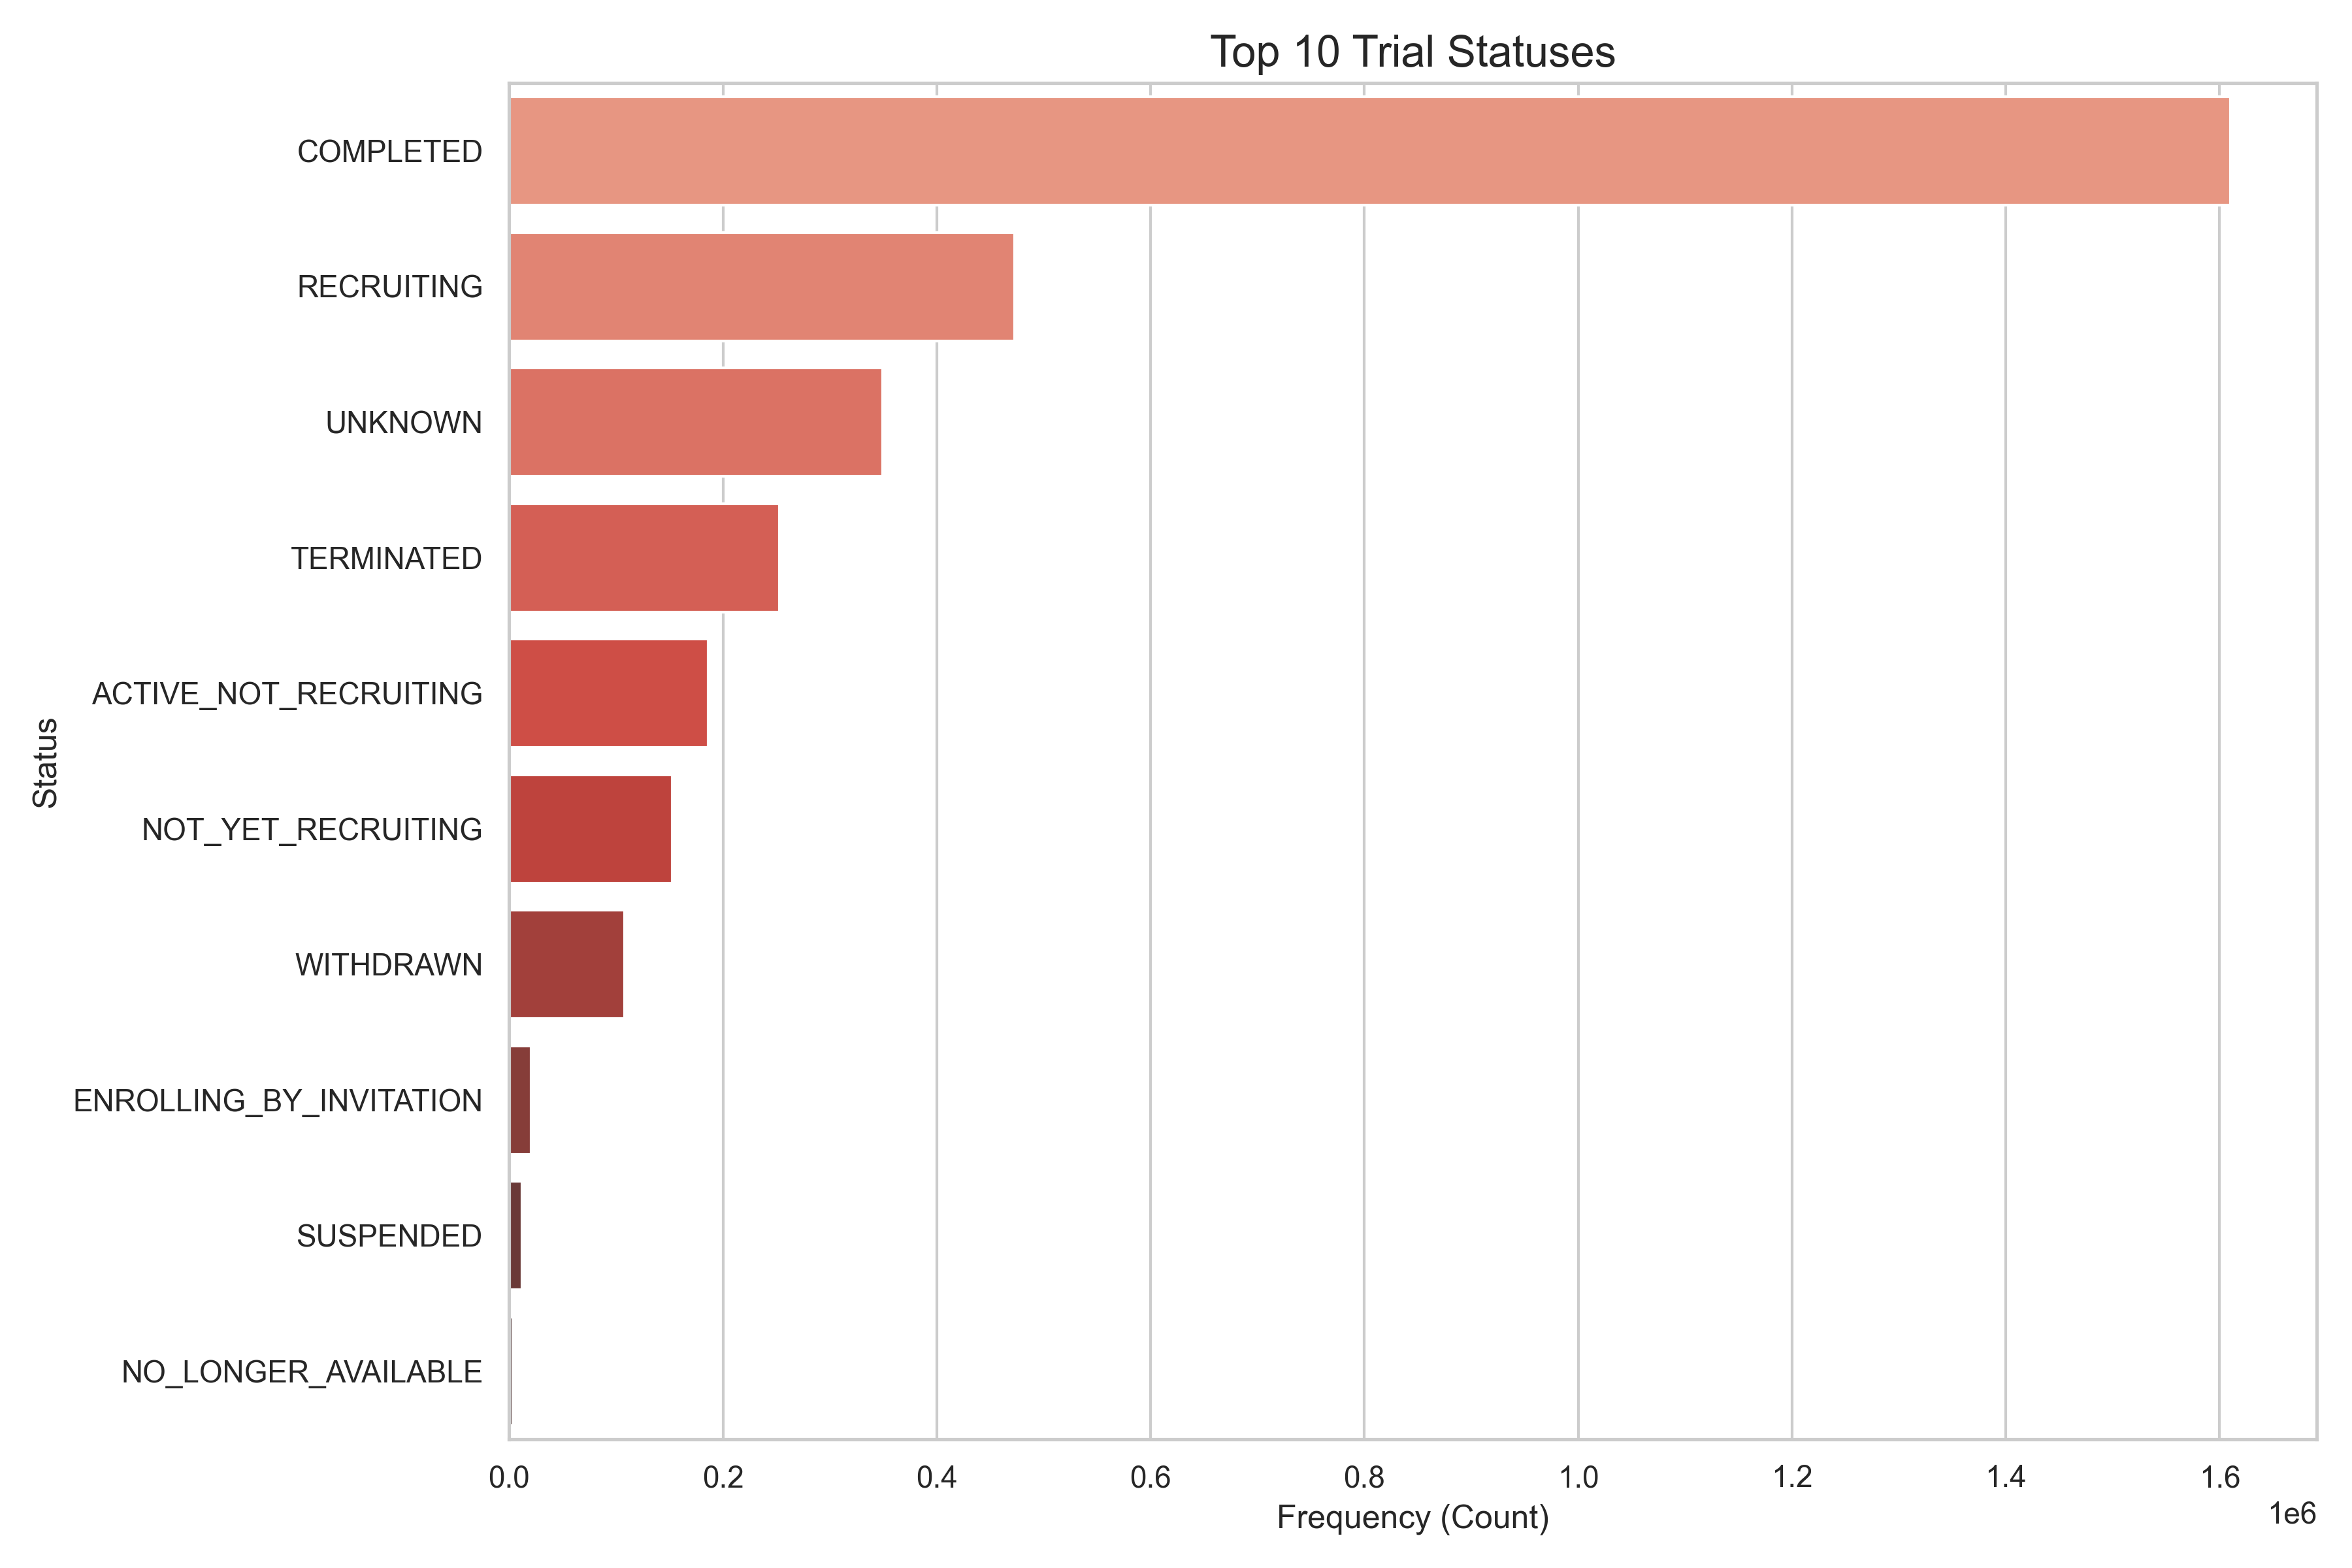 Top 10 Trial Statuses
COMPLETED
RECRUITING
UNKNOWN
TERMINATED
ACTIVE_NOT_RECRUITING
NOT_YET_RECRUITING
WITHDRAWN
ENROLLING_BY_INVITATION
SUSPENDED
NO_LONGER_AVAILABLE
Status
0.0 0.2 0.4 0.6 0.8 1.0 1.2 1.4 1.6
1e6
Frequency (Count)